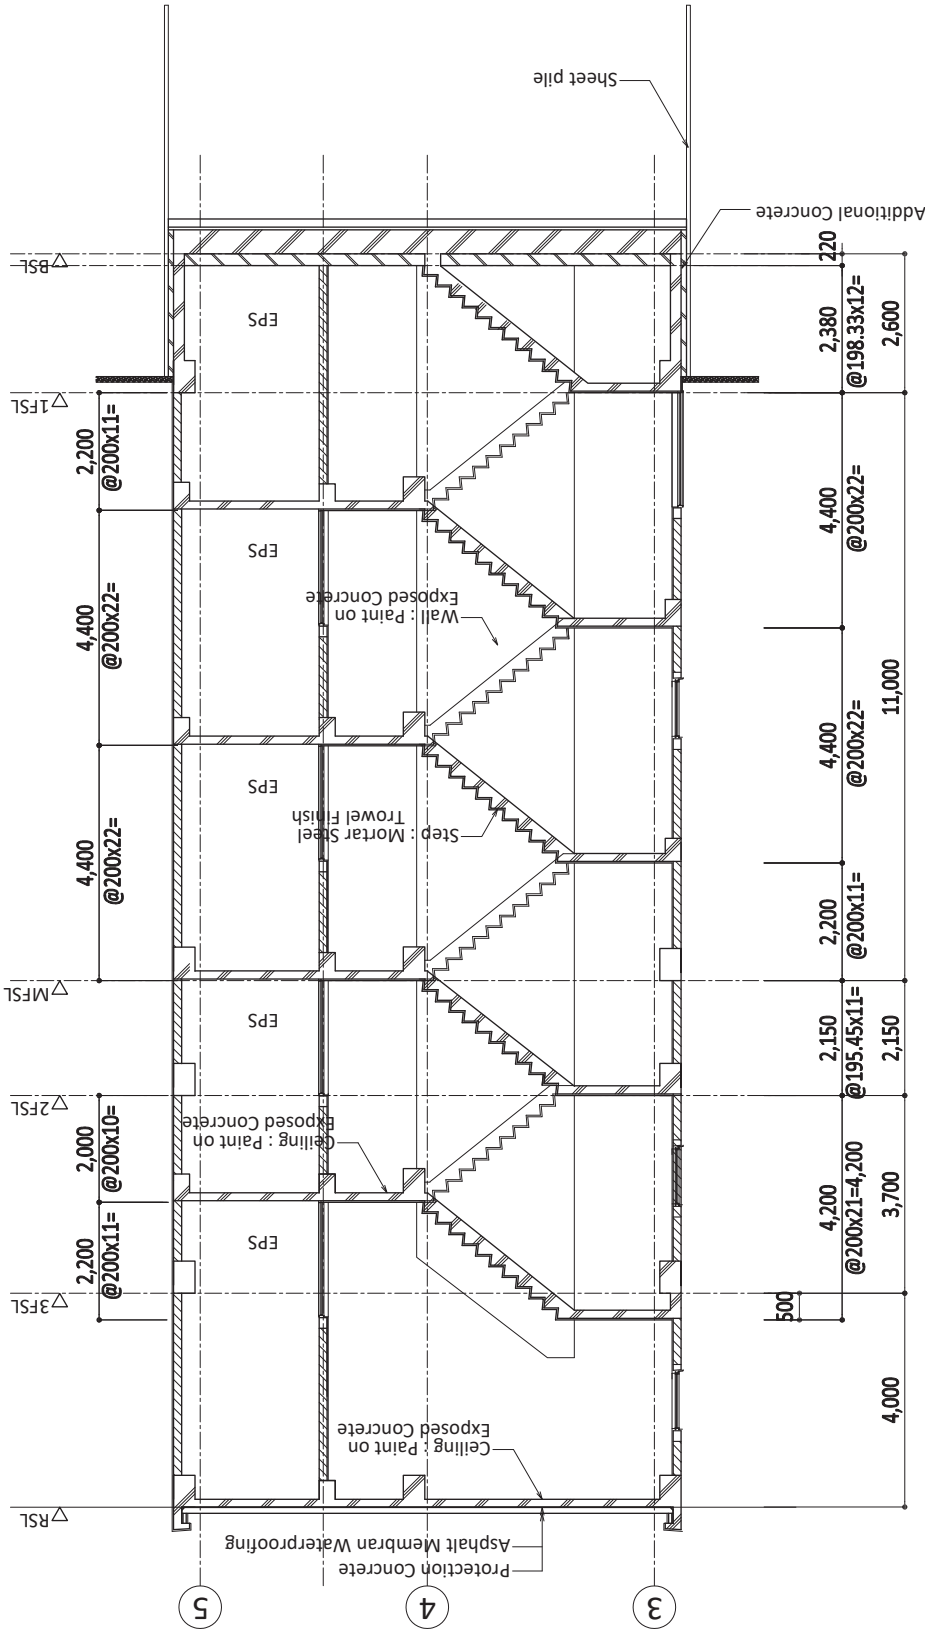 Sheet pile
Additional Concrete
BSL
220
2,380
@198.33x12=
2,600
EPS
1FSL
2,200
@200x11=
4,400
@200x22=
EPS
4,400
@200x22=
Wall : Paint on
Exposed Concrete
11,000
4,400
@200x22=
EPS
Step : Mortar Steel
Trowel Finish
4,400
@200x22=
2,200
@200x11=
MFSL
EPS
2,150
@195.45x11=
2,150
2FSL
Ceiling : Paint on
Exposed Concrete
2,000
@200x10=
4,200
@200x21=4,200
3,700
EPS
2,200
@200x11=
3FSL
500
4,000
Ceiling : Paint on
Exposed Concrete
RSL
Protection Concrete
Asphalt Membran Waterproofing
5
4
3